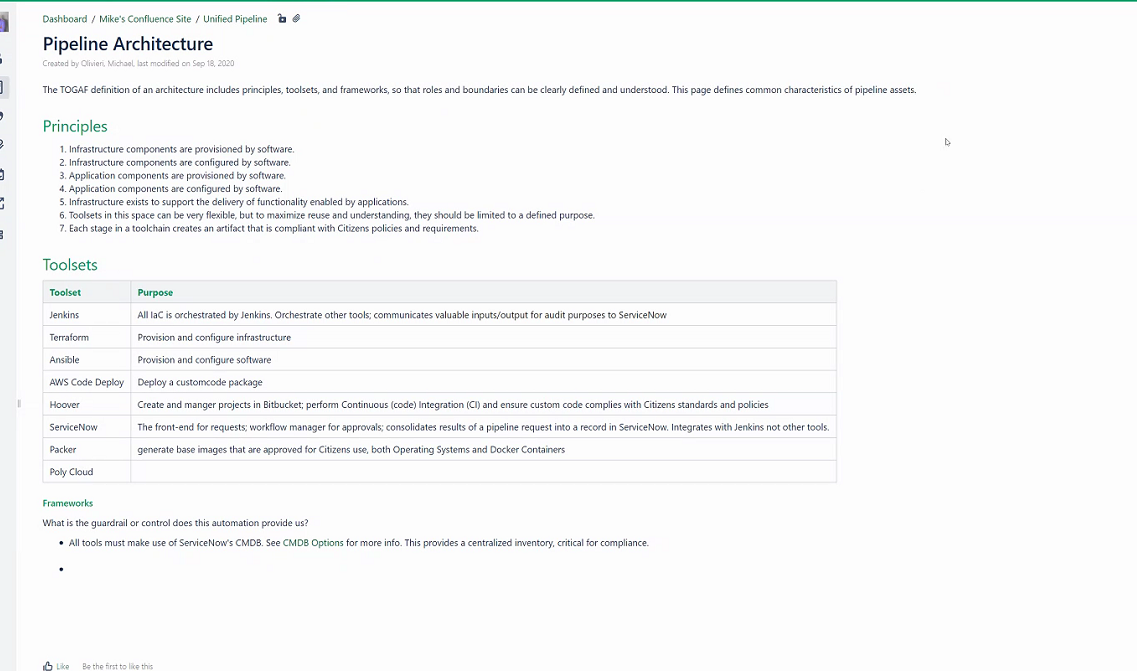 Dashboard / Mike's Confluence Site / Unified Pipeline
Pipeline Architecture
Created by Olivieri, Michael, last modified on Sep 18, 2020
The TOGAF definition of an architecture includes principles, toolsets, and frameworks, so that roles and boundaries can be clearly defined and understood. This page defines common characteristics of pipeline assets.
Principles
1. Infrastructure components are provisioned by software.
2. Infrastructure components are configured by software.
3. Application components are provisioned by software.
4. Application components are configured by software.
5. Infrastructure exists to support the delivery of functionality enabled by applications.
6. Toolsets in this space can be very flexible, but to maximize reuse and understanding, they should be limited to a defined purpose.
7. Each stage in a toolchain creates an artifact that is compliant with Citizens policies and requirements.
Toolsets
Toolset Purpose
Jenkins All IaC is orchestrated by Jenkins. Orchestrate other tools; communicates valuable inputs/output for audit purposes to ServiceNow
Terraform Provision and configure infrastructure
Ansible Provision and configure software
AWS Code Deploy Deploy a customcode package
Hoover Create and manger projects in Bitbucket; perform Continuous (code) Integration (CI) and ensure custom code complies with Citizens standards and policies
ServiceNow The front-end for requests; workflow manager for approvals; consolidates results of a pipeline request into a record in ServiceNow. Integrates with Jenkins not other tools.
Packer generate base images that are approved for Citizens use, both Operating Systems and Docker Containers
Poly Cloud
Frameworks
What is the guardrail or control does this automation provide us?
• All tools must make use of ServiceNow's CMDB. See CMDB Options for more info. This provides a centralized inventory, critical for compliance.
•
Like Be the first to like this